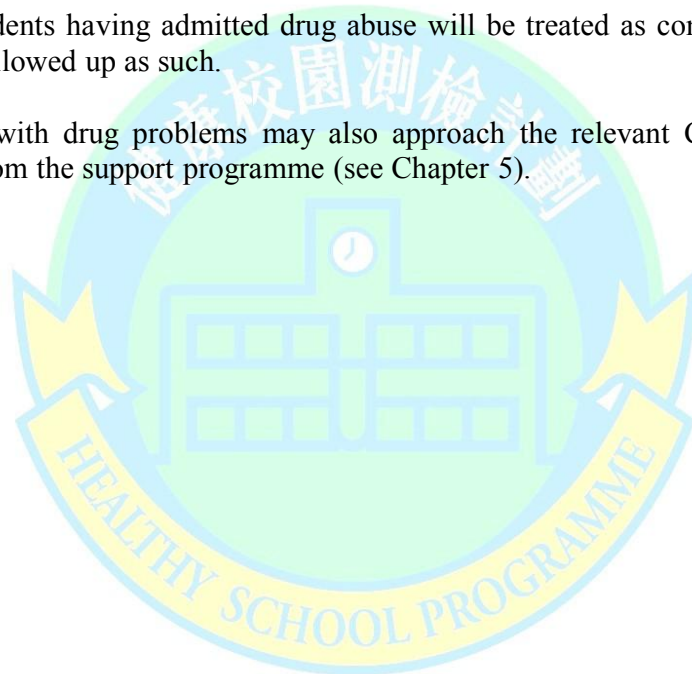 dents having admitted drug abuse will be treated as con
llowed up as such.
with drug problems may also approach the relevant
om the support programme (see Chapter 5).
健康校園測檢計劃
HEALTHY SCHOOL PROGRAMME